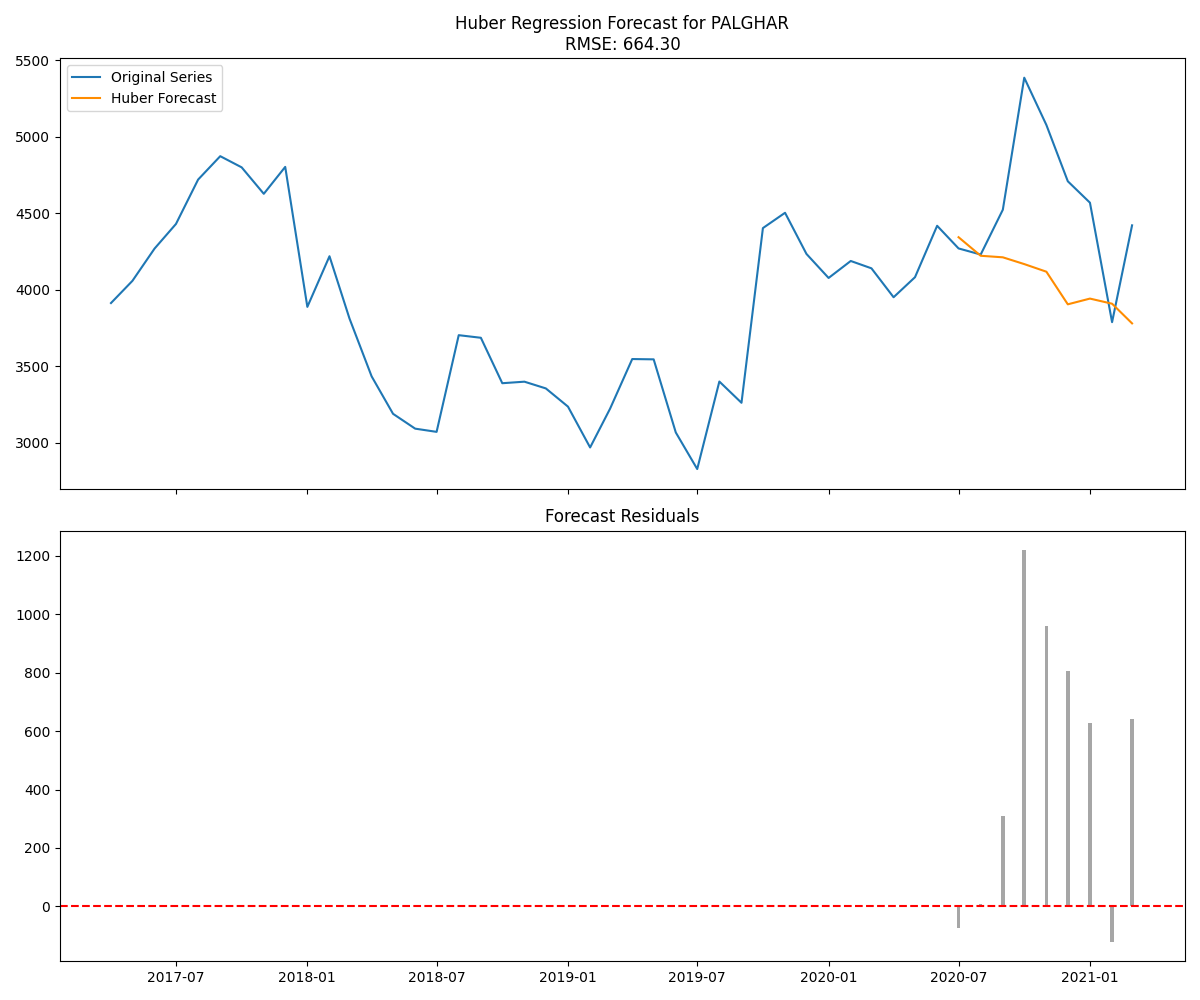 Huber Regression Forecast for PALGHAR
RMSE: 664.30
Original Series
Huber Forecast
5500
5000
4500
4000
3500
3000
Forecast Residuals
1200
1000
800
600
400
200
0
2017-07 2018-01 2018-07 2019-01 2019-07 2020-01 2020-07 2021-01